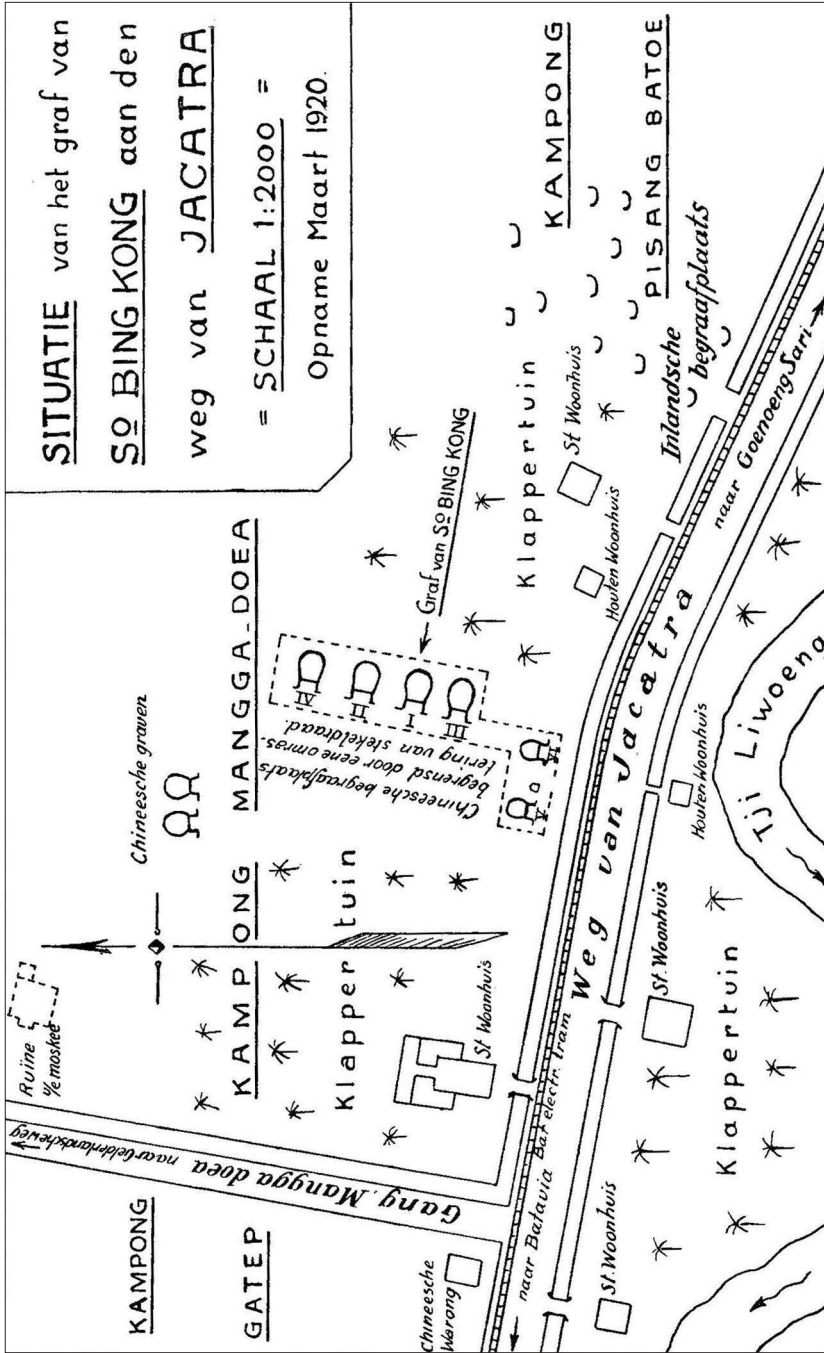 SITUATIE van het graf van
So BING KONG aan den
weg van JACATRA
= SCHAAL 1:2000 =
Opname Maart 1920.
Ruïne
v/e moskee
Chineesche graven
KAMPONG
GATEP
Gang Mangga doea naar Gelderlandscheweg
KAMPONG MANGGA-DOEA
Klappertuin
St Woonhuis
Chineesche begraafplaats
begrensd door eene omras-
tering van stekeldraad.
IV
II
I
III
V
VI
Graf van So BING KONG
Klappertuin
St Woonhuis
Houten Woonhuis
KAMPONG
PISANG BATOE
Inlandsche
begraafplaats
Chineesche
Warong
naar Batavia Bat. electr. tram
Weg van Jacatra
naar Goenoeng Sari
St. Woonhuis
St. Woonhuis
Houten Woonhuis
Klappertuin
Tji Liwoeng